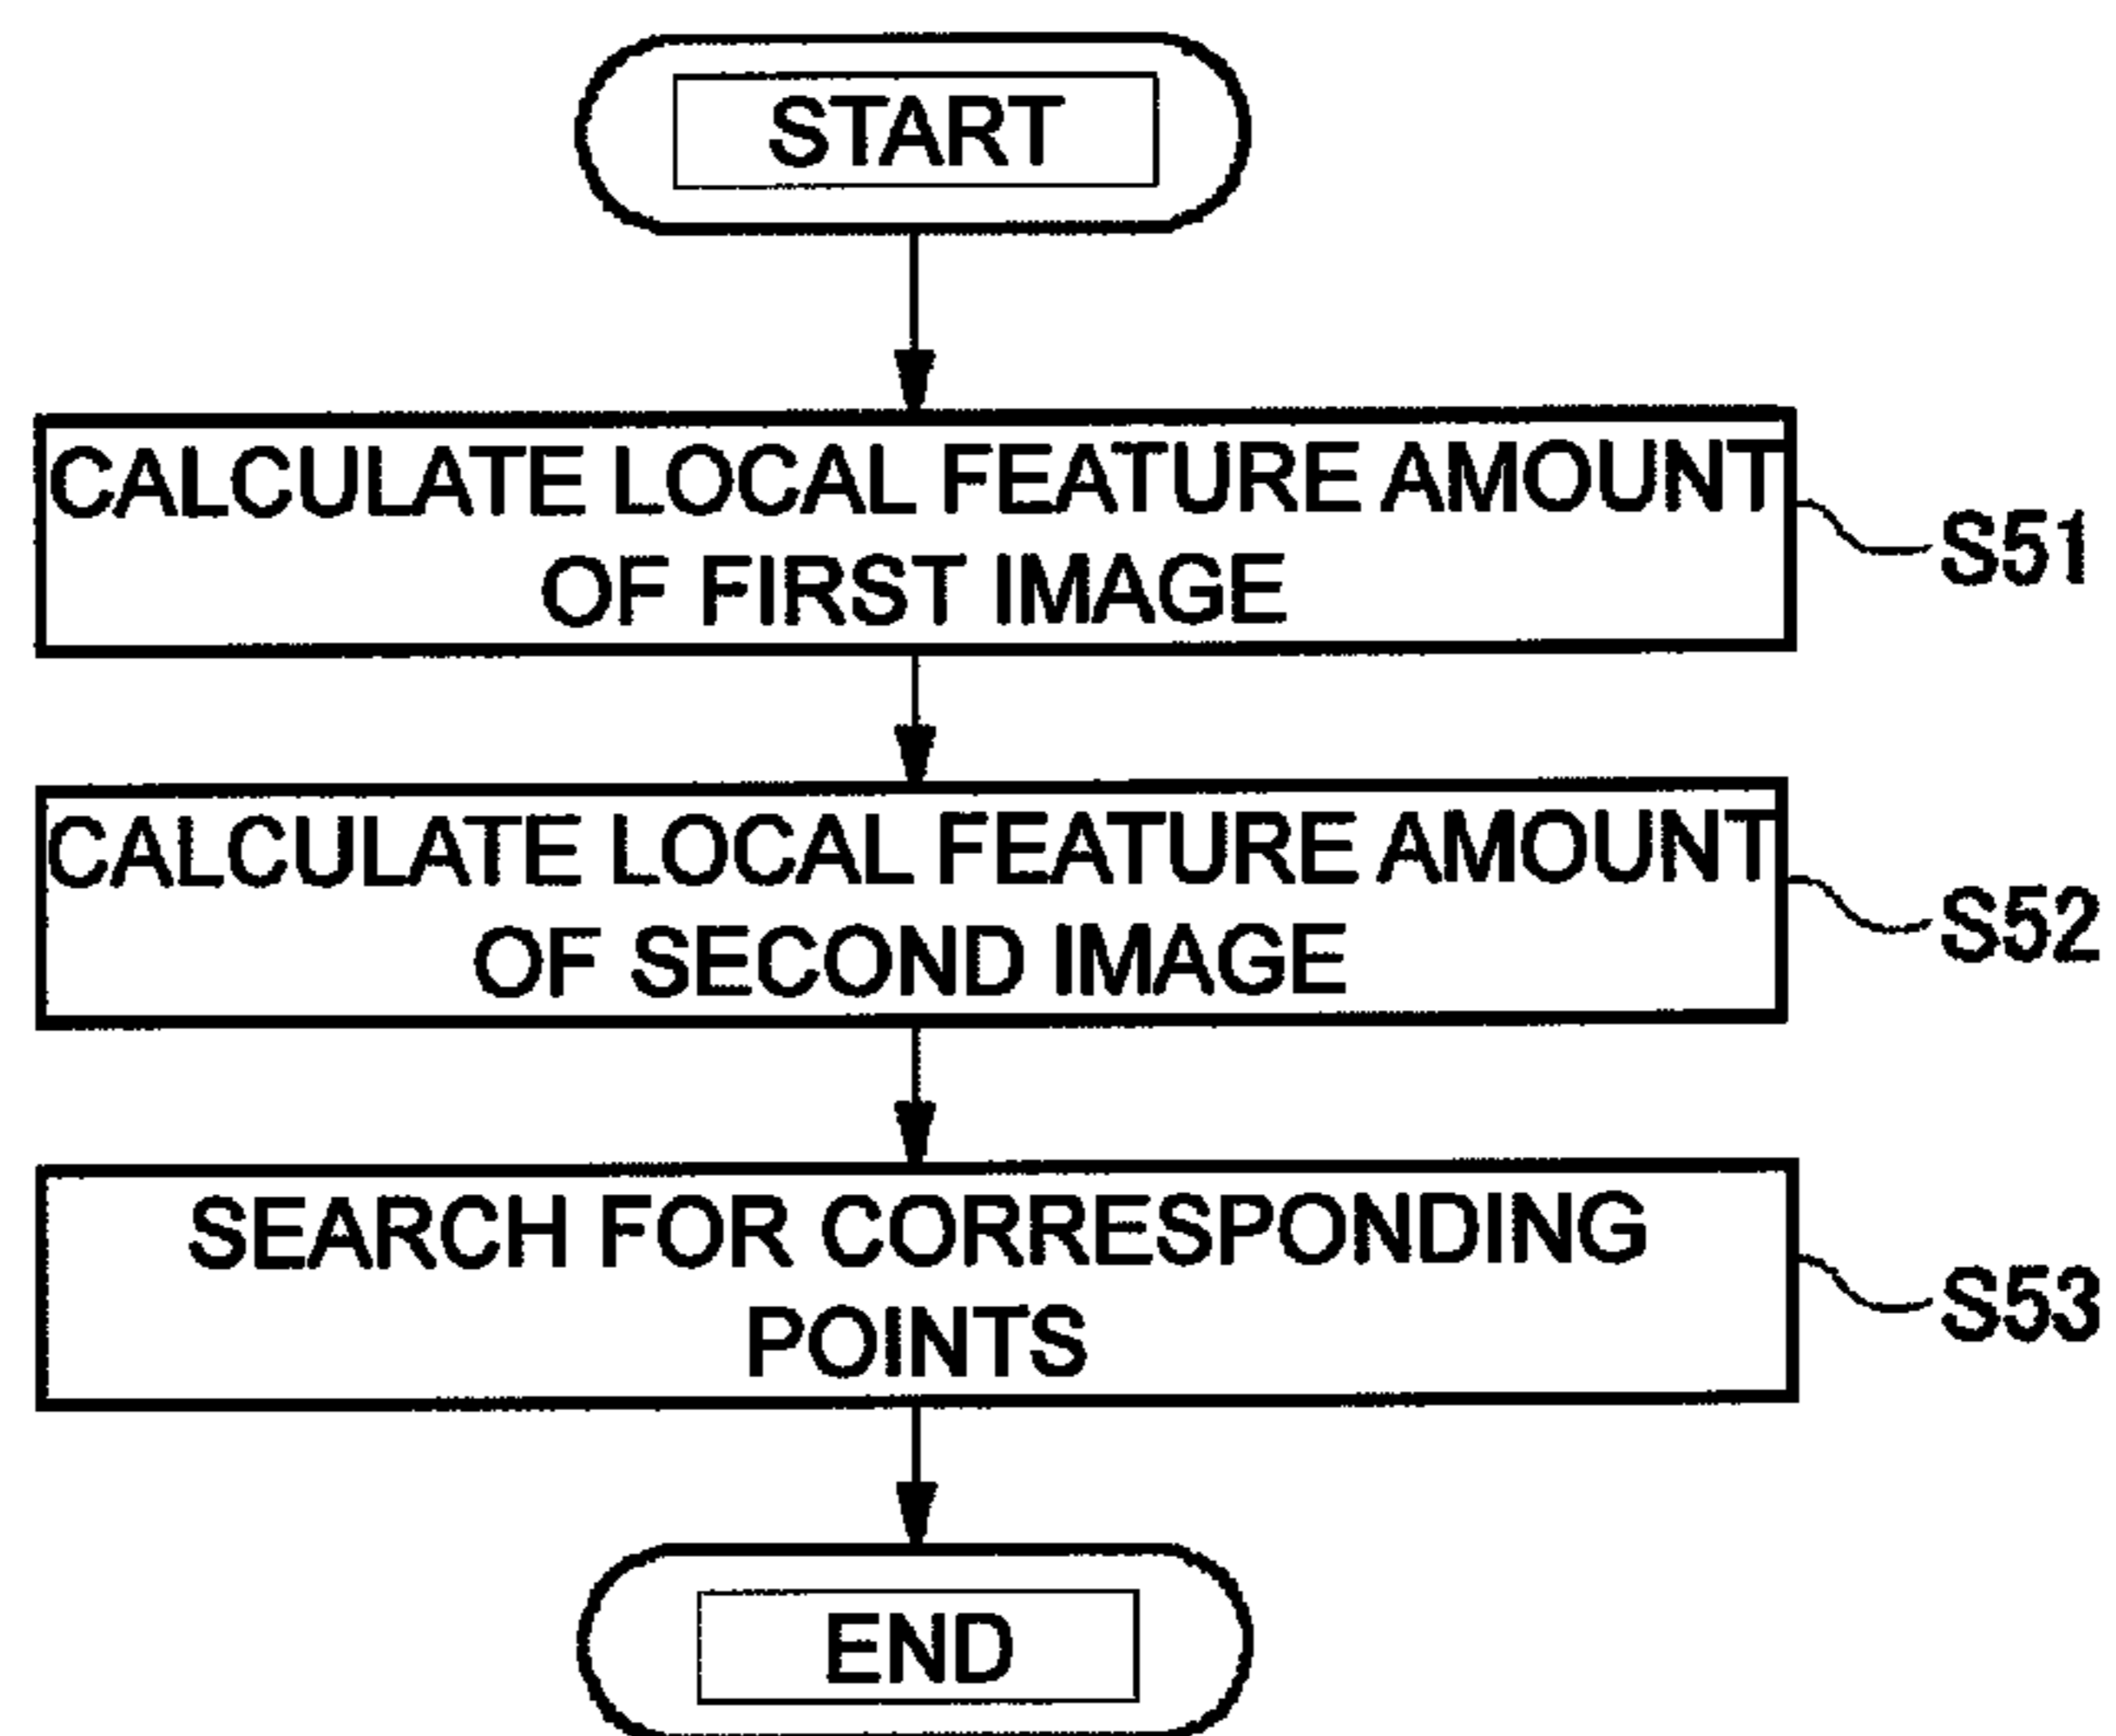 START
CALCULATE LOCAL FEATURE AMOUNT
OF FIRST IMAGE
S51
CALCULATE LOCAL FEATURE AMOUNT
OF SECOND IMAGE
S52
SEARCH FOR CORRESPONDING
POINTS
S53
END